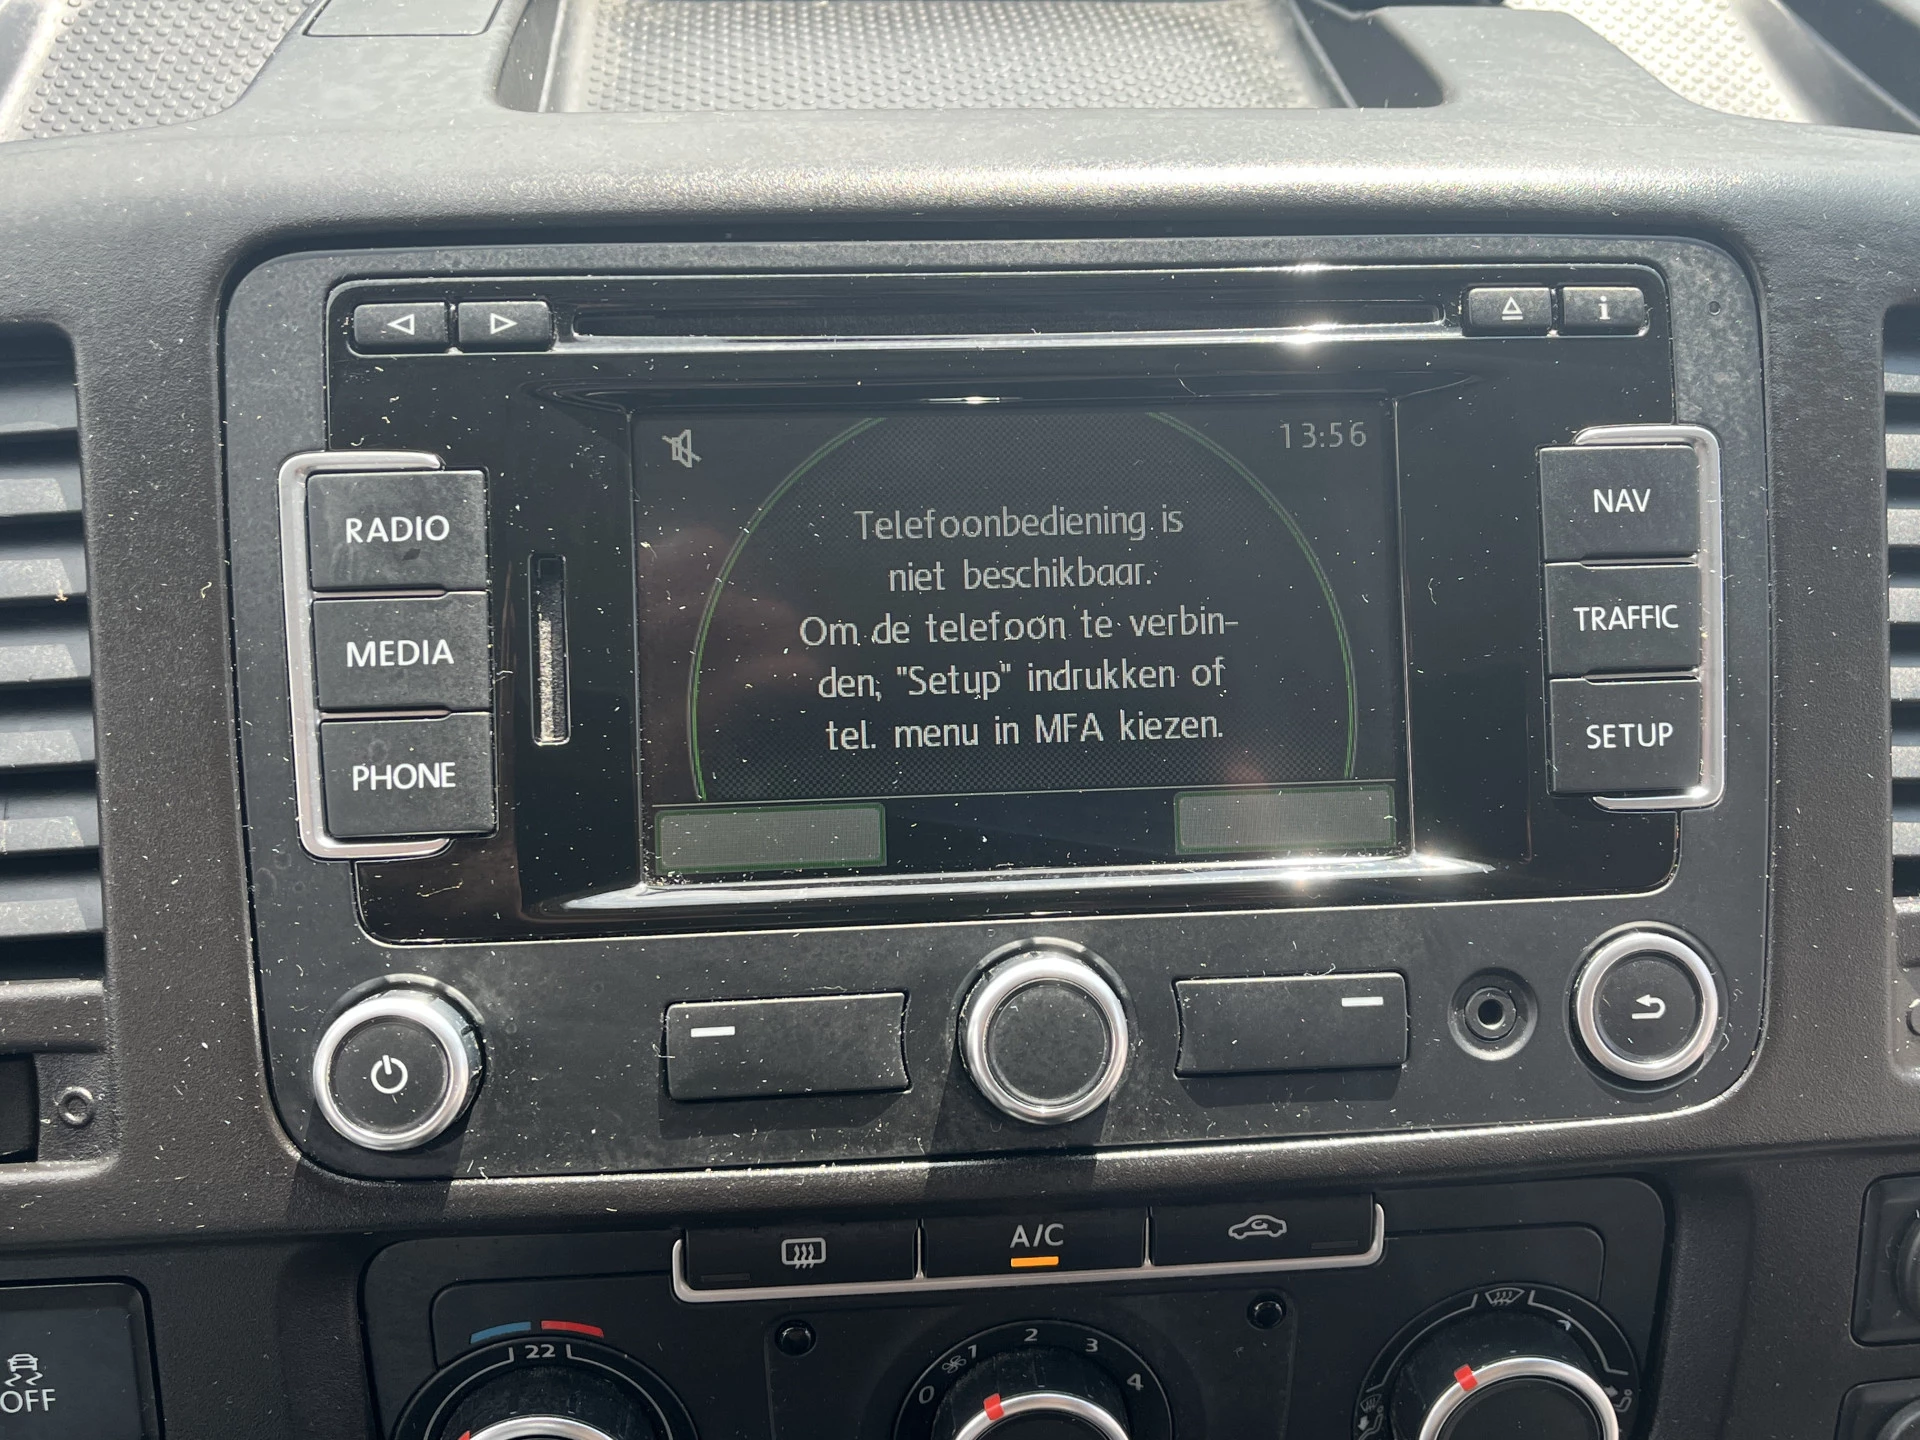 i
13:56
RADIO
MEDIA
PHONE
Telefoonbediening is
niet beschikbaar.
Om de telefoon te verbin-
den, "Setup" indrukken of
tel. menu in MFA kiezen.
NAV
TRAFFIC
SETUP
A/C
22
0 1 2 3 4
OFF